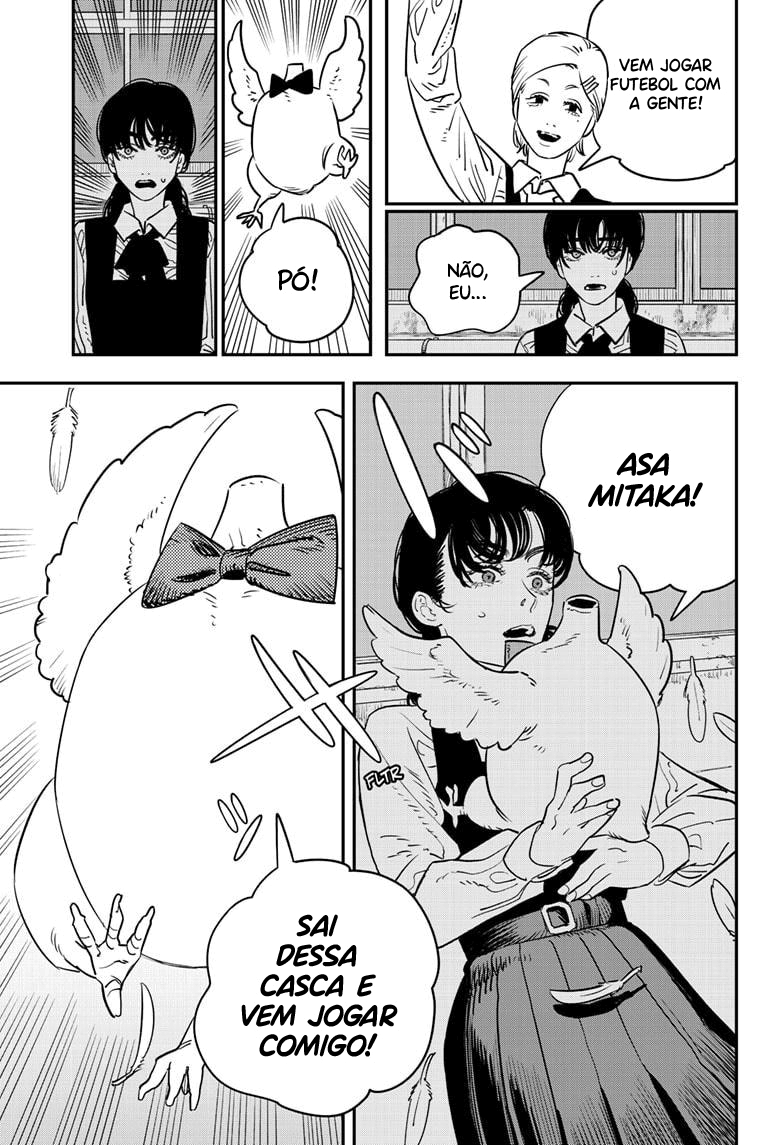 VEM JOGAR
FUTEBOL COM
A GENTE!
NÃO,
EU...
PÓ!
ASA
MITAKA!
FLTR
SAI
DESSA
CASCA E
VEM JOGAR
COMIGO!